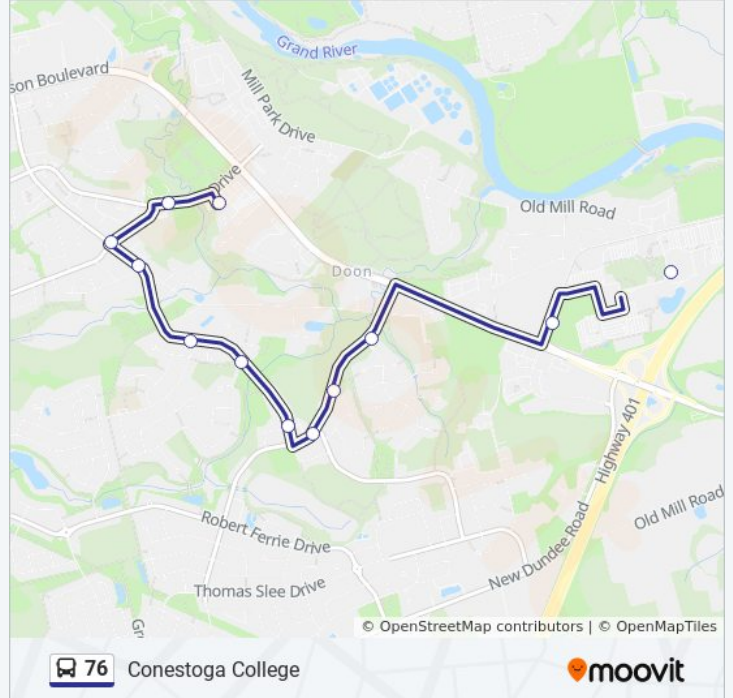 Grand River
son Boulevard
Mill Park Drive
Drive
Old Mill Road
Doon
Highway 401
Old Mill Road
Robert Ferrie Drive
New Dundee Road
Thomas Slee Drive
Gr
© OpenStreetMap contributors | © OpenMapTiles
76 Conestoga College
moovit